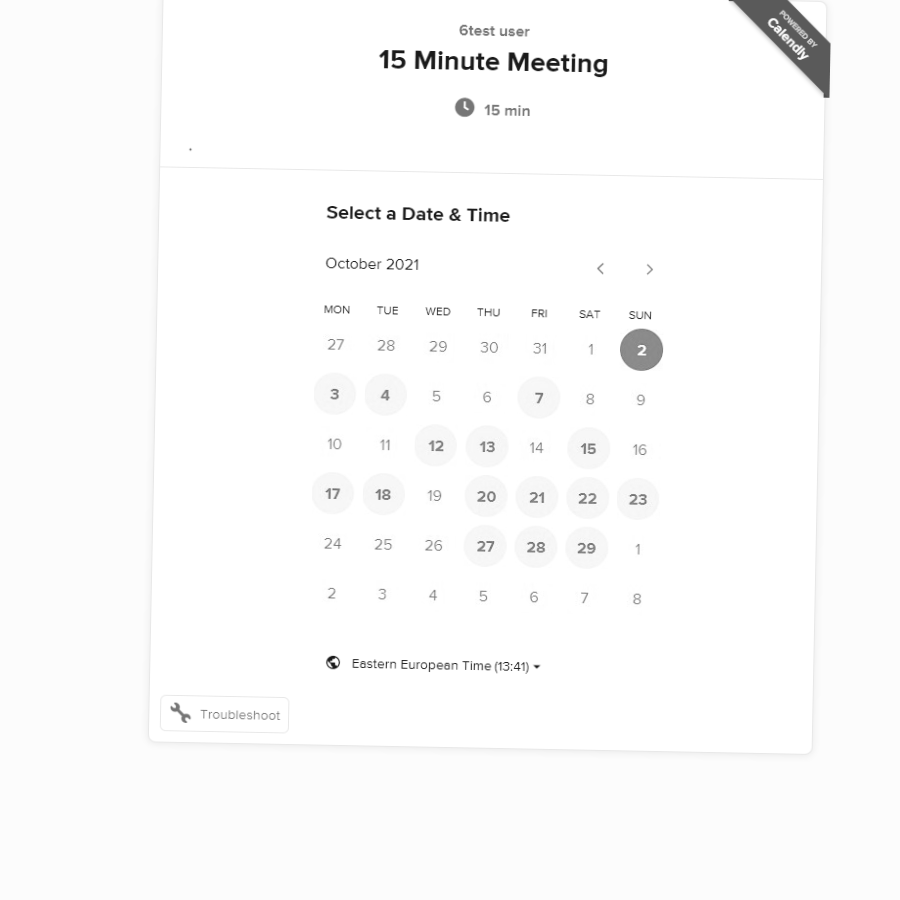 POWERED BY
Calendly
6test user
15 Minute Meeting
15 min
.
Select a Date & Time
October 2021
MON TUE WED THU FRI SAT SUN
27 28 29 30 31 1 2
3 4 5 6 7 8 9
10 11 12 13 14 15 16
17 18 19 20 21 22 23
24 25 26 27 28 29 1
2 3 4 5 6 7 8
Eastern European Time (13:41)
Troubleshoot